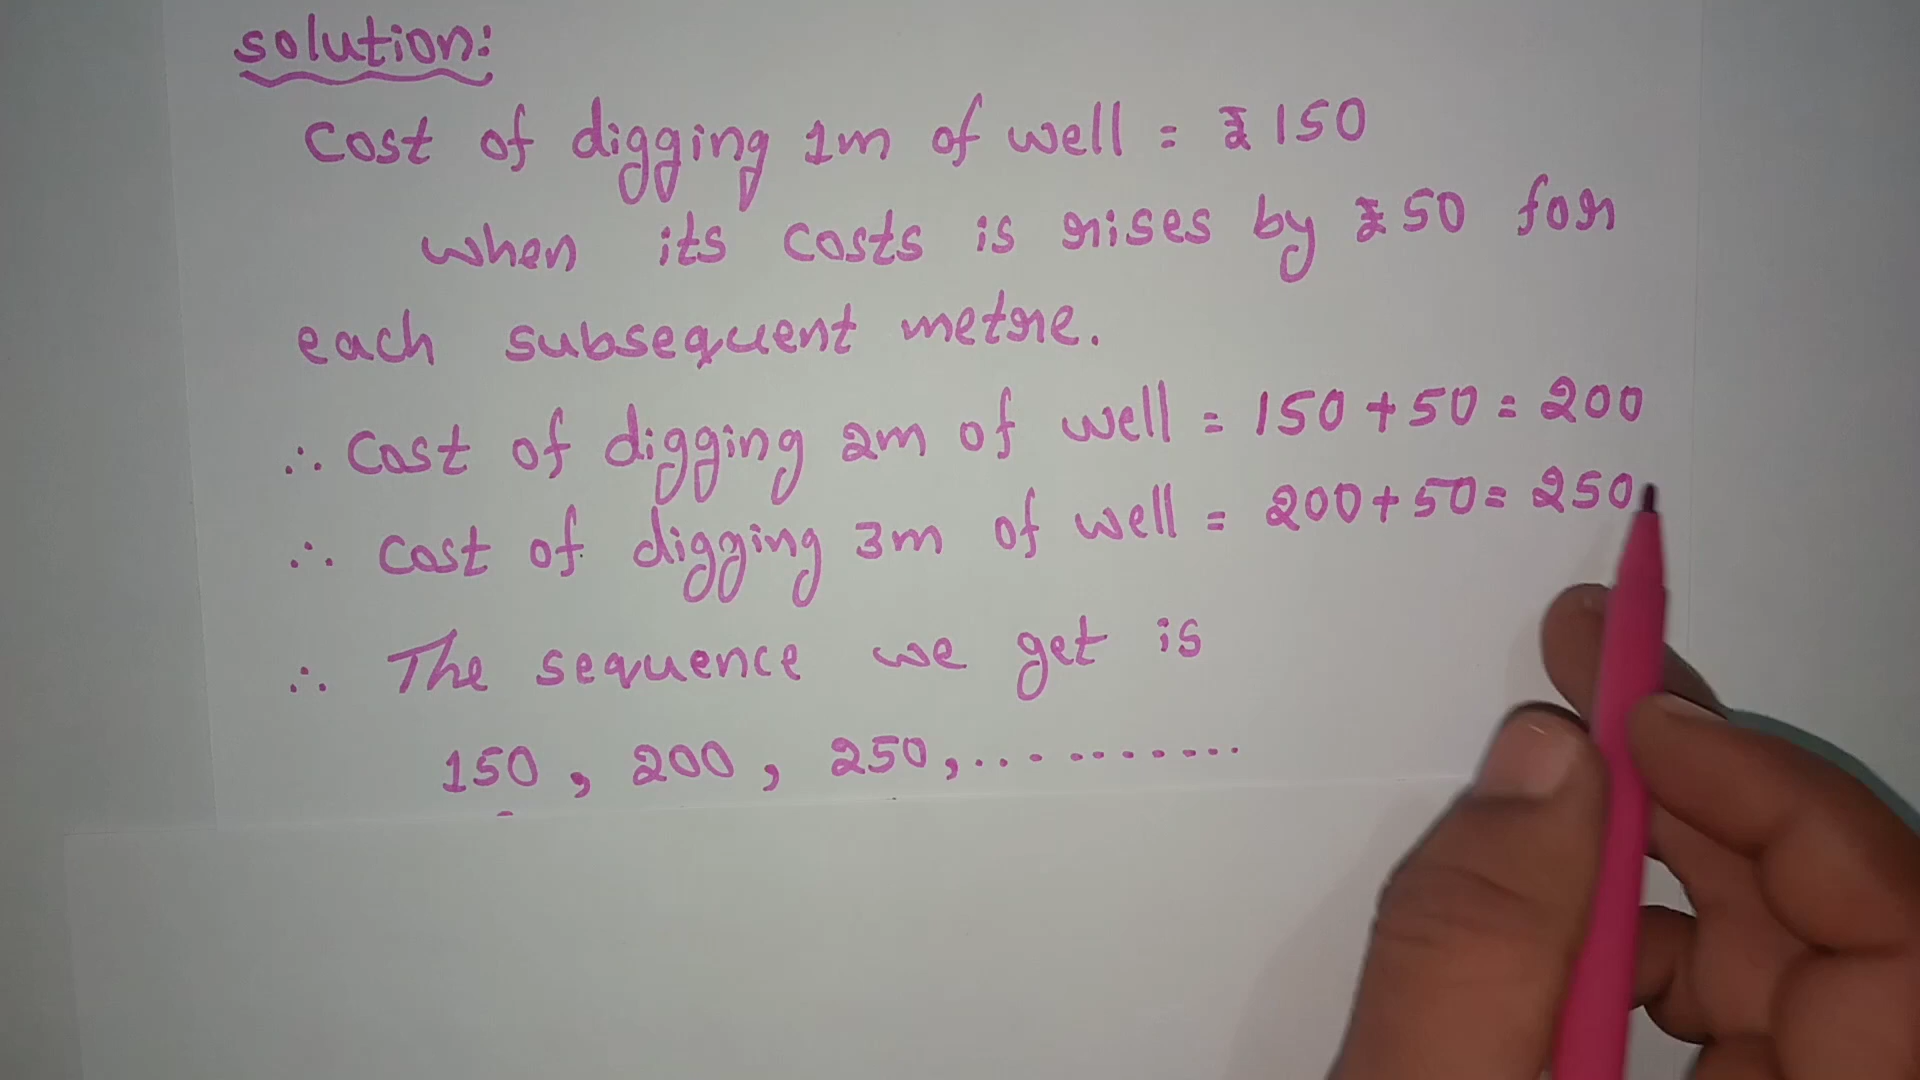 solution:
cost of digging 1m of well = ₹ 150
when its costs is rises by ₹ 50 for
each subsequent metre.
∴ cost of digging 2m of well = 150 + 50 = 200
∴ cost of digging 3m of well = 200 + 50 = 250
∴ The sequence we get is
150 , 200 , 250 , ...........